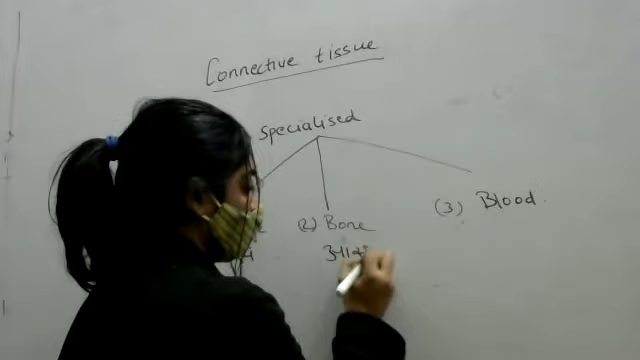 Connective tissue
Specialised
(2) Bone
(3) Blood.